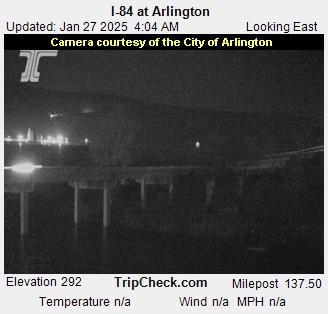 I-84 at Arlington
Updated: Jan 27 2025 4:04 AM Looking East
Camera courtesy of the City of Arlington
Elevation 292 TripCheck.com Milepost 137.50
Temperature n/a Wind n/a MPH n/a